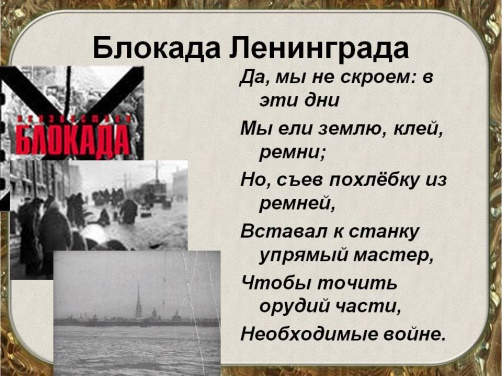 Блокада Ленинграда
неизвестная
БЛОКАДА
Да, мы не скроем: в
эти дни
Мы ели землю, клей,
ремни;
Но, съев похлёбку из
ремней,
Вставал к станку
упрямый мастер,
Чтобы точить
орудий части,
Необходимые войне.